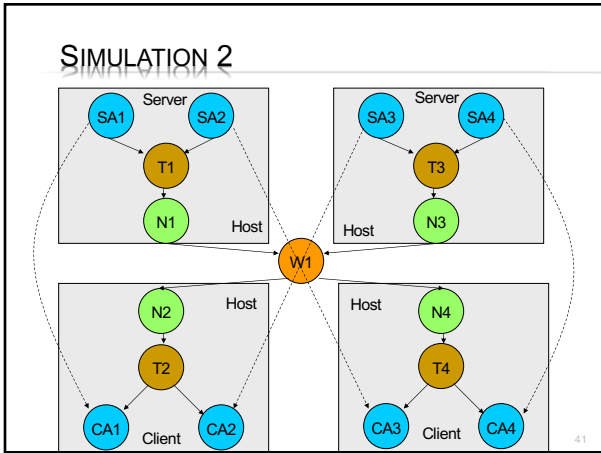 SIMULATION 2
Server
SA1
SA2
T1
N1
Host
Server
SA3
SA4
T3
N3
Host
W1
N2
Host
T2
CA1
CA2
Client
Host
N4
T4
CA3
CA4
Client
41